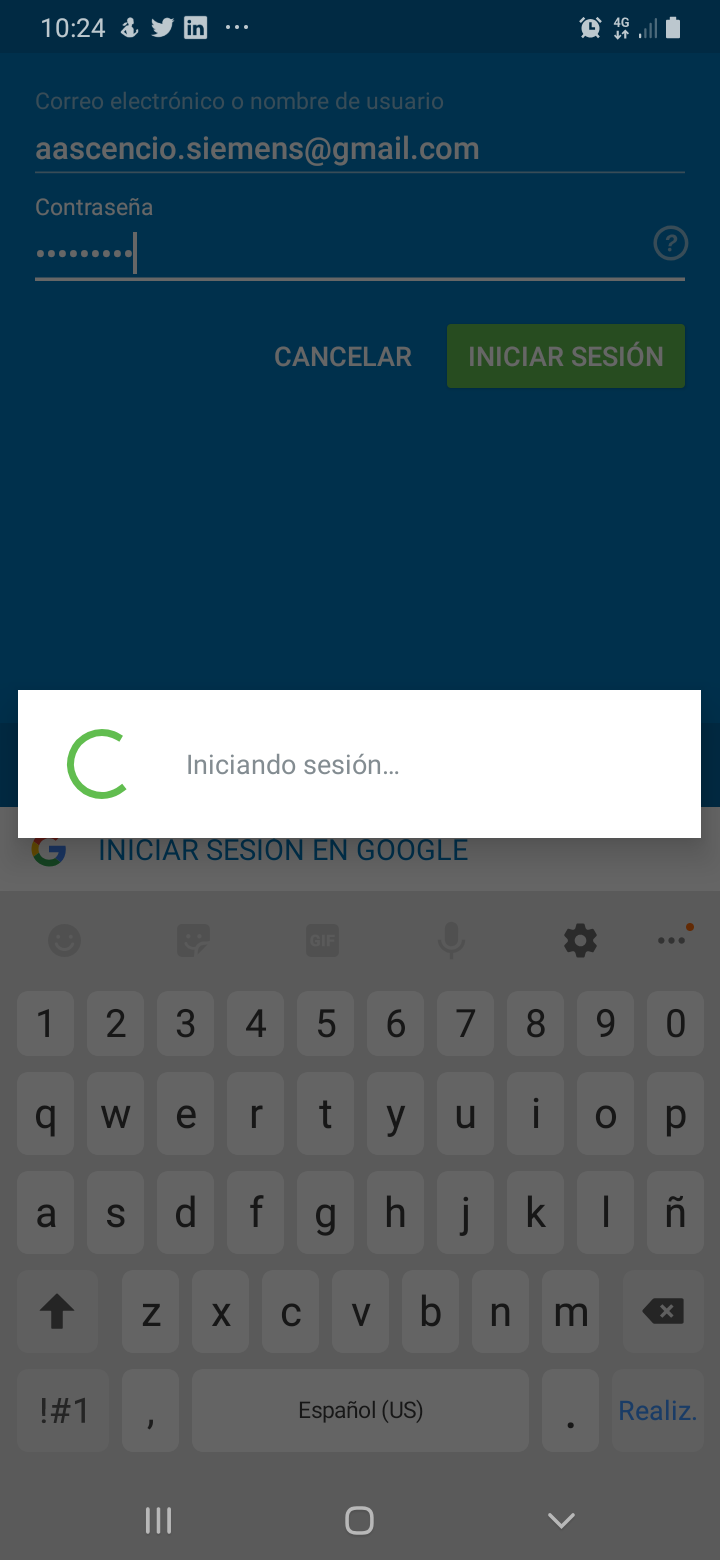 10:24
4G
Correo electrónico o nombre de usuario
aascencio.siemens@gmail.com
Contraseña
•••••••••
?
CANCELAR
INICIAR SESIÓN
Iniciando sesión...
INICIAR SESIÓN EN GOOGLE
GIF
1 2 3 4 5 6 7 8 9 0
q w e r t y u i o p
a s d f g h j k l ñ
z x c v b n m
!#1 , Español (US) . Realiz.